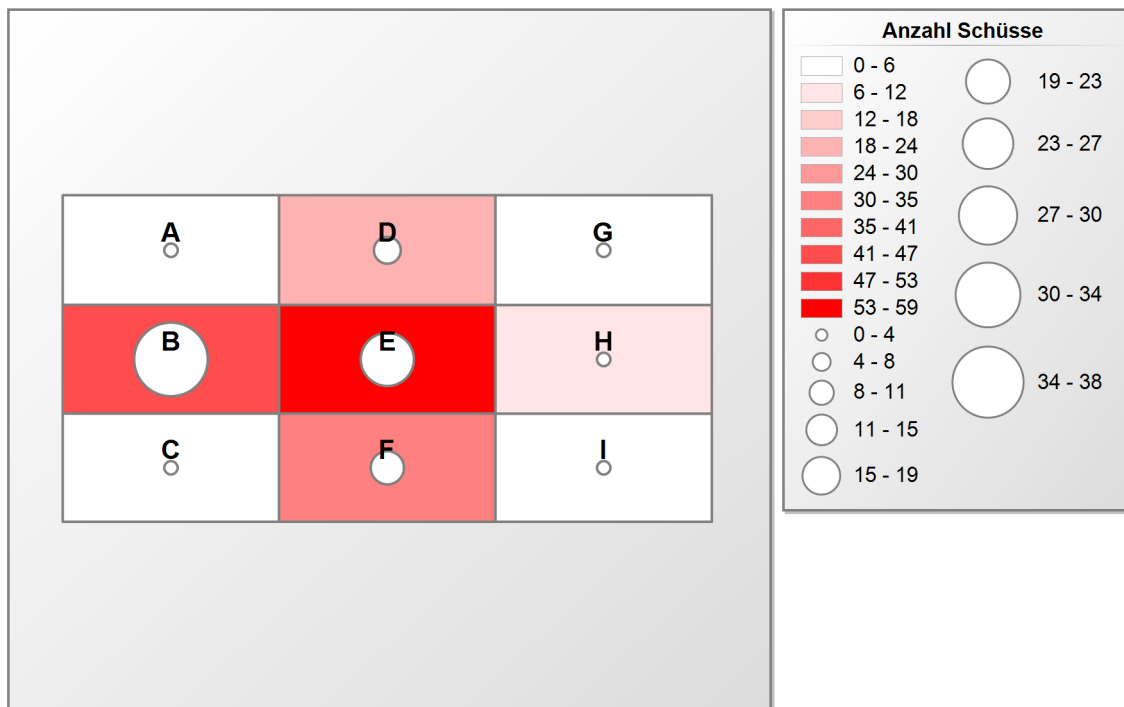 Anzahl Schüsse
A
D
G
B
E
H
C
F
I
0 - 6
6 - 12
12 - 18
18 - 24
24 - 30
30 - 35
35 - 41
41 - 47
47 - 53
53 - 59
0 - 4
4 - 8
8 - 11
11 - 15
15 - 19
19 - 23
23 - 27
27 - 30
30 - 34
34 - 38